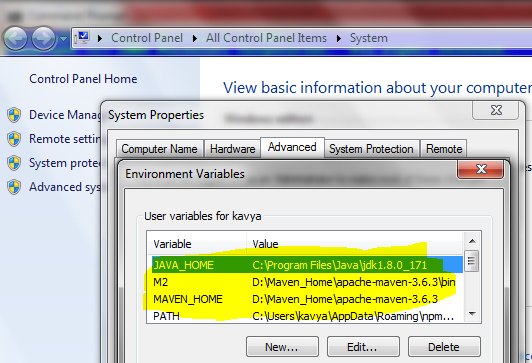 Control Panel ▸ All Control Panel Items ▸ System
Control Panel Home
View basic information about your computer
Device Manag
Remote settin
System protec
Advanced sys
System Properties
Computer Name
Hardware
Advanced
System Protection
Remote
Environment Variables
User variables for kavya
Variable Value
JAVA_HOME C:\Program Files\Java\jdk1.8.0_171
M2 D:\Maven_Home\apache-maven-3.6.3\bin
MAVEN_HOME D:\Maven_Home\apache-maven-3.6.3
PATH C:\Users\kavya\AppData\Roaming\npm...
New...
Edit...
Delete